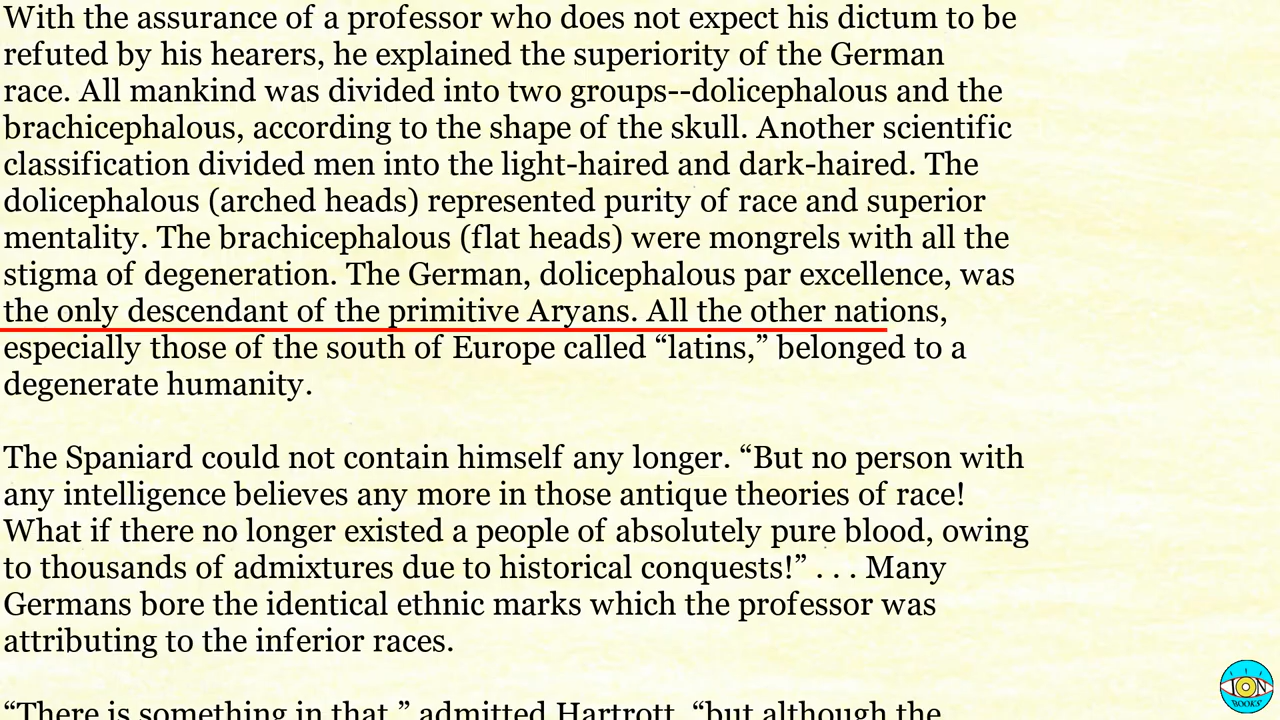 With the assurance of a professor who does not expect his dictum to be
refuted by his hearers, he explained the superiority of the German
race. All mankind was divided into two groups--dolicephalous and the
brachicephalous, according to the shape of the skull. Another scientific
classification divided men into the light-haired and dark-haired. The
dolicephalous (arched heads) represented purity of race and superior
mentality. The brachicephalous (flat heads) were mongrels with all the
stigma of degeneration. The German, dolicephalous par excellence, was
the only descendant of the primitive Aryans. All the other nations,
especially those of the south of Europe called “latins,” belonged to a
degenerate humanity.
The Spaniard could not contain himself any longer. “But no person with
any intelligence believes any more in those antique theories of race!
What if there no longer existed a people of absolutely pure blood, owing
to thousands of admixtures due to historical conquests!” . . . Many
Germans bore the identical ethnic marks which the professor was
attributing to the inferior races.
“There is something in that,” admitted Hartrott, “but although the
ION
BOOKS